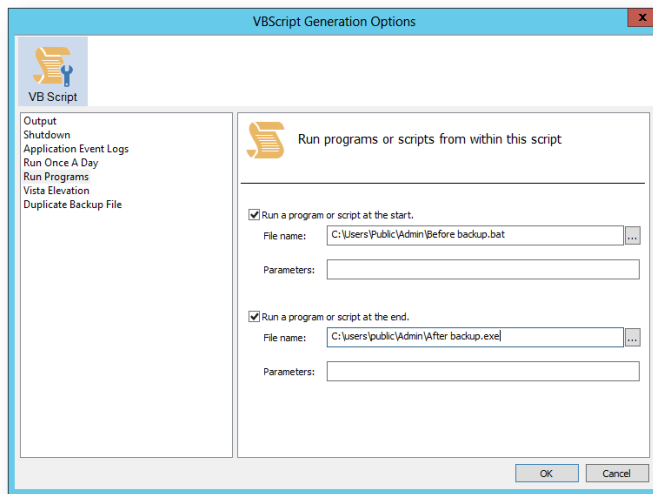 VBScript Generation Options
x
VB Script
Output
Shutdown
Application Event Logs
Run Once A Day
Run Programs
Vista Elevation
Duplicate Backup File
Run programs or scripts from within this script
Run a program or script at the start.
File name: C:\Users\Public\Admin\Before backup.bat ...
Parameters:
Run a program or script at the end.
File name: C:\users\public\Admin\After backup.exe ...
Parameters:
OK Cancel